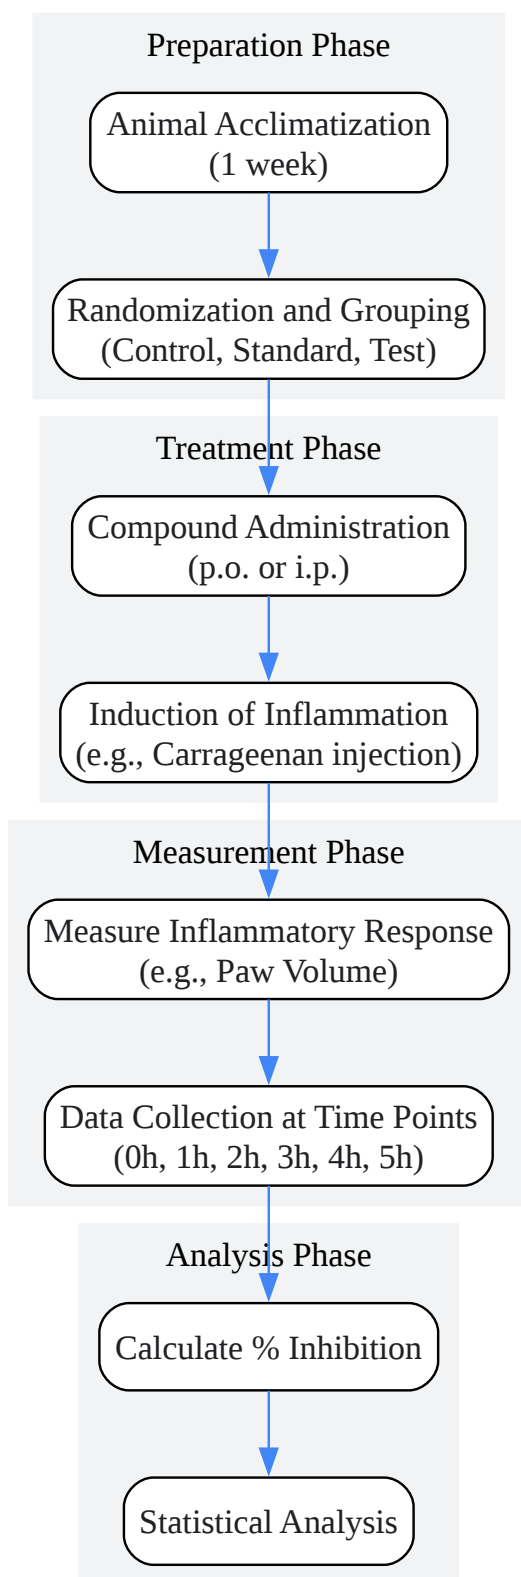 Preparation Phase
Animal Acclimatization
(1 week)
Randomization and Grouping
(Control, Standard, Test)
Treatment Phase
Compound Administration
(p.o. or i.p.)
Induction of Inflammation
(e.g., Carrageenan injection)
Measurement Phase
Measure Inflammatory Response
(e.g., Paw Volume)
Data Collection at Time Points
(0h, 1h, 2h, 3h, 4h, 5h)
Analysis Phase
Calculate % Inhibition
Statistical Analysis